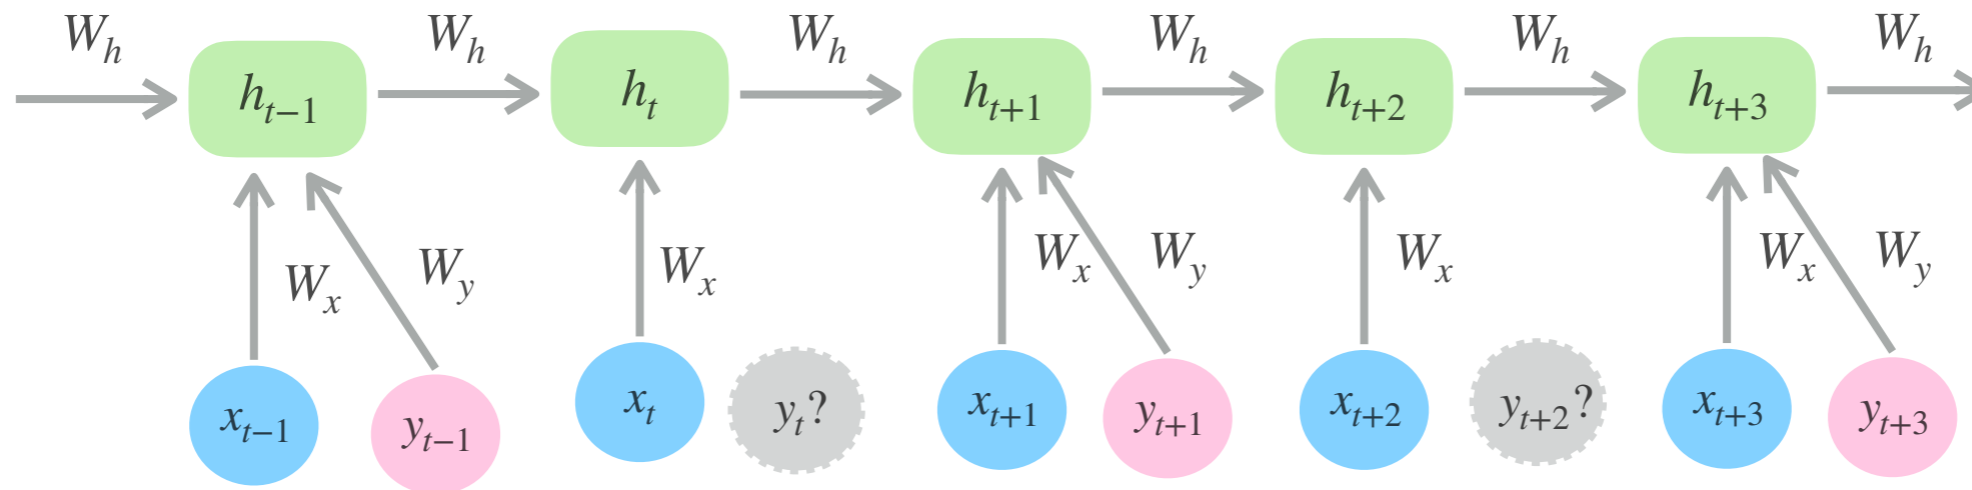 W_h W_h W_h W_h W_h W_h
h_{t-1} h_t h_{t+1} h_{t+2} h_{t+3}
W_x W_y W_x W_x W_y W_x W_x W_y
x_{t-1} y_{t-1} x_t y_t? x_{t+1} y_{t+1} x_{t+2} y_{t+2}? x_{t+3} y_{t+3}